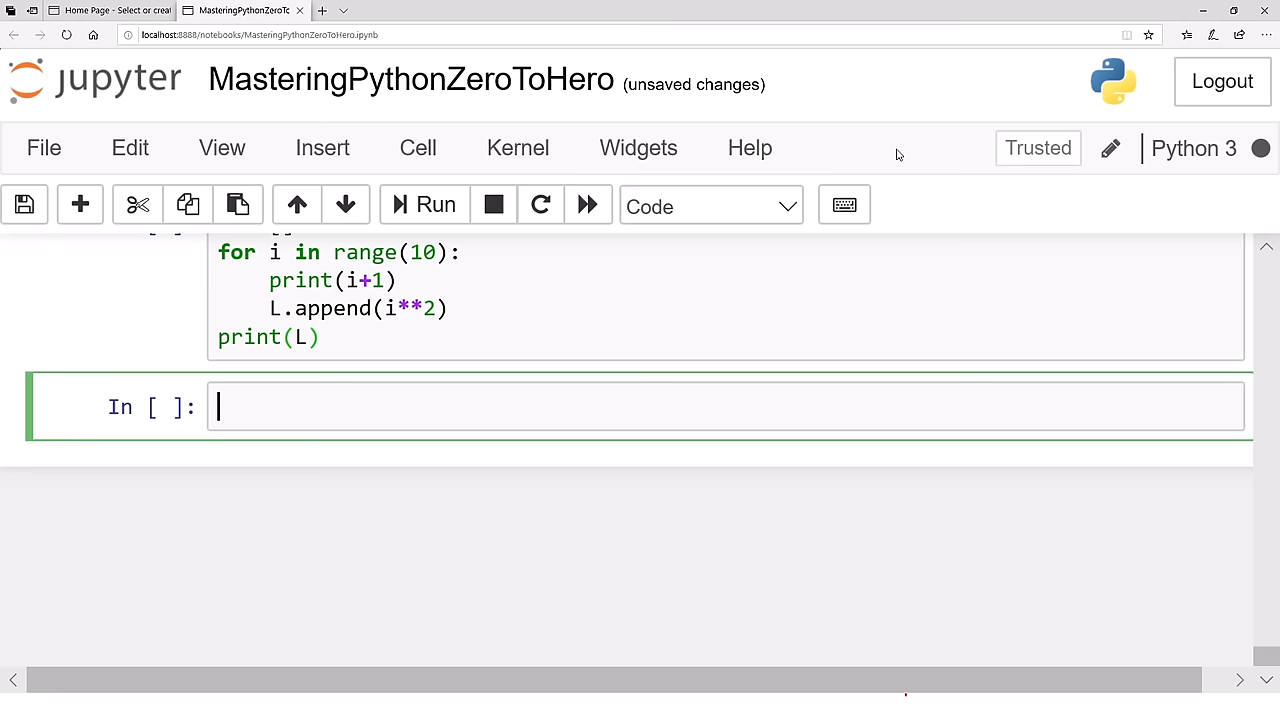 Home Page - Select or creat
MasteringPythonZeroTc
localhost:8888/notebooks/MasteringPythonZeroToHero.ipynb
jupyter MasteringPythonZeroToHero (unsaved changes) Logout
File Edit View Insert Cell Kernel Widgets Help Trusted Python 3
Run Code
for i in range(10):
    print(i+1)
    L.append(i**2)
print(L)
In [ ]: